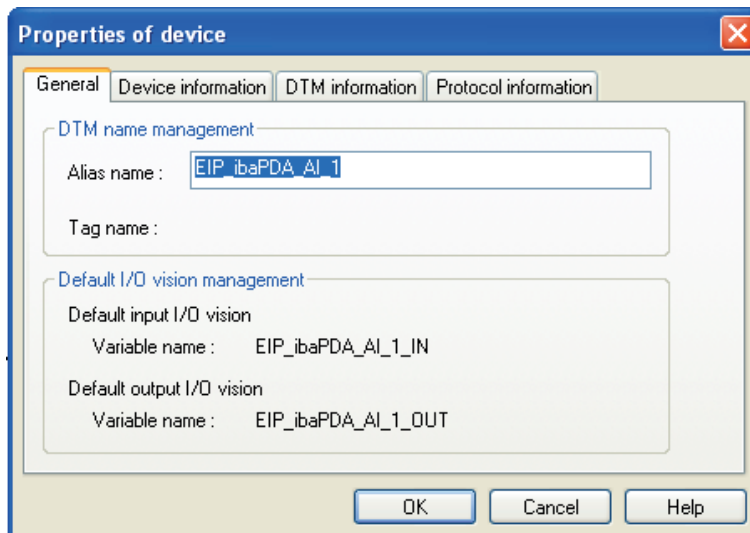 Properties of device
General Device information DTM information Protocol information
DTM name management
Alias name : EIP_ibaPDA_AI_1
Tag name :
Default I/O vision management
Default input I/O vision
Variable name : EIP_ibaPDA_AI_1_IN
Default output I/O vision
Variable name : EIP_ibaPDA_AI_1_OUT
OK Cancel Help